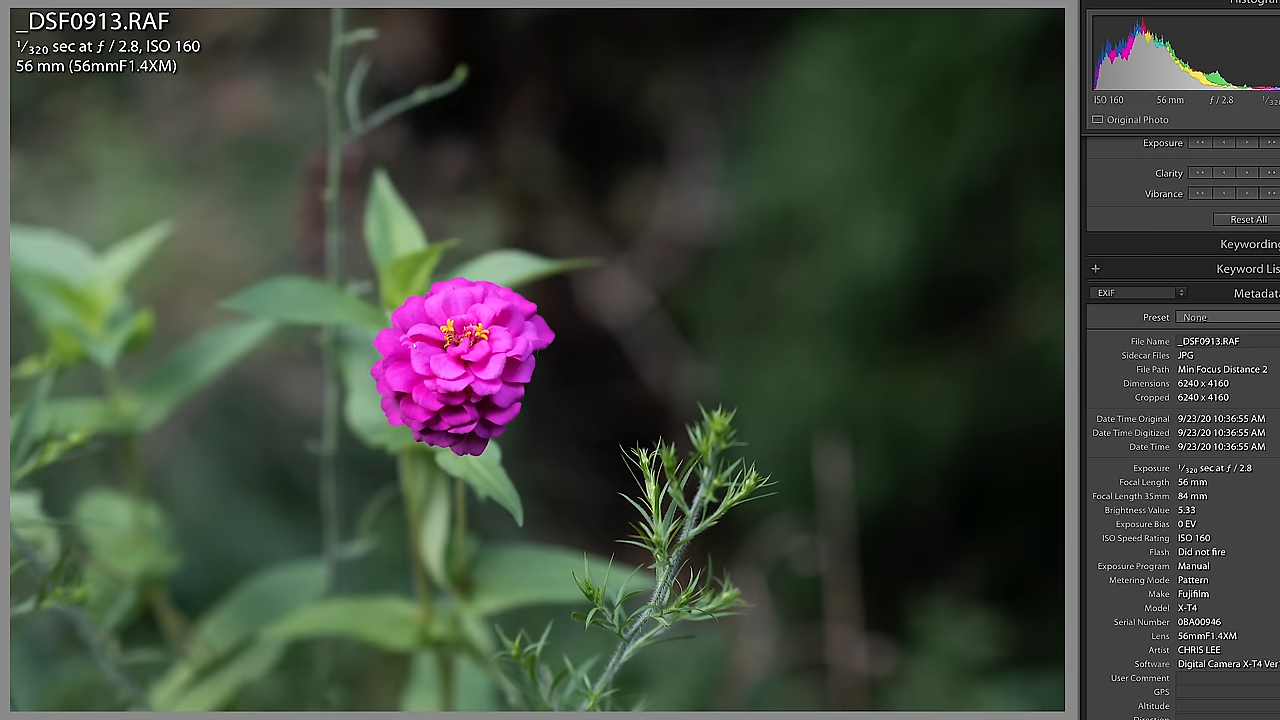 _DSF0913.RAF
1/320 sec at ƒ / 2.8, ISO 160
56 mm (56mmF1.4XM)
ISO 160 56 mm ƒ / 2.8
Original Photo
Exposure
Clarity
Vibrance
Reset All
Keywording
Keyword Lis
EXIF Metadat
Preset None
File Name _DSF0913.RAF
Sidecar Files JPG
File Path Min Focus Distance 2
Dimensions 6240 x 4160
Cropped 6240 x 4160
Date Time Original 9/23/20 10:36:55 AM
Date Time Digitized 9/23/20 10:36:55 AM
Date Time 9/23/20 10:36:55 AM
Exposure 1/320 sec at ƒ / 2.8
Focal Length 56 mm
Focal Length 35mm 84 mm
Brightness Value 5.33
Exposure Bias 0 EV
ISO Speed Rating ISO 160
Flash Did not fire
Exposure Program Manual
Metering Mode Pattern
Make Fujifilm
Model X-T4
Serial Number 0BA00946
Lens 56mmF1.4XM
Artist CHRIS LEE
Software Digital Camera X-T4 Ver
User Comment
GPS
Altitude